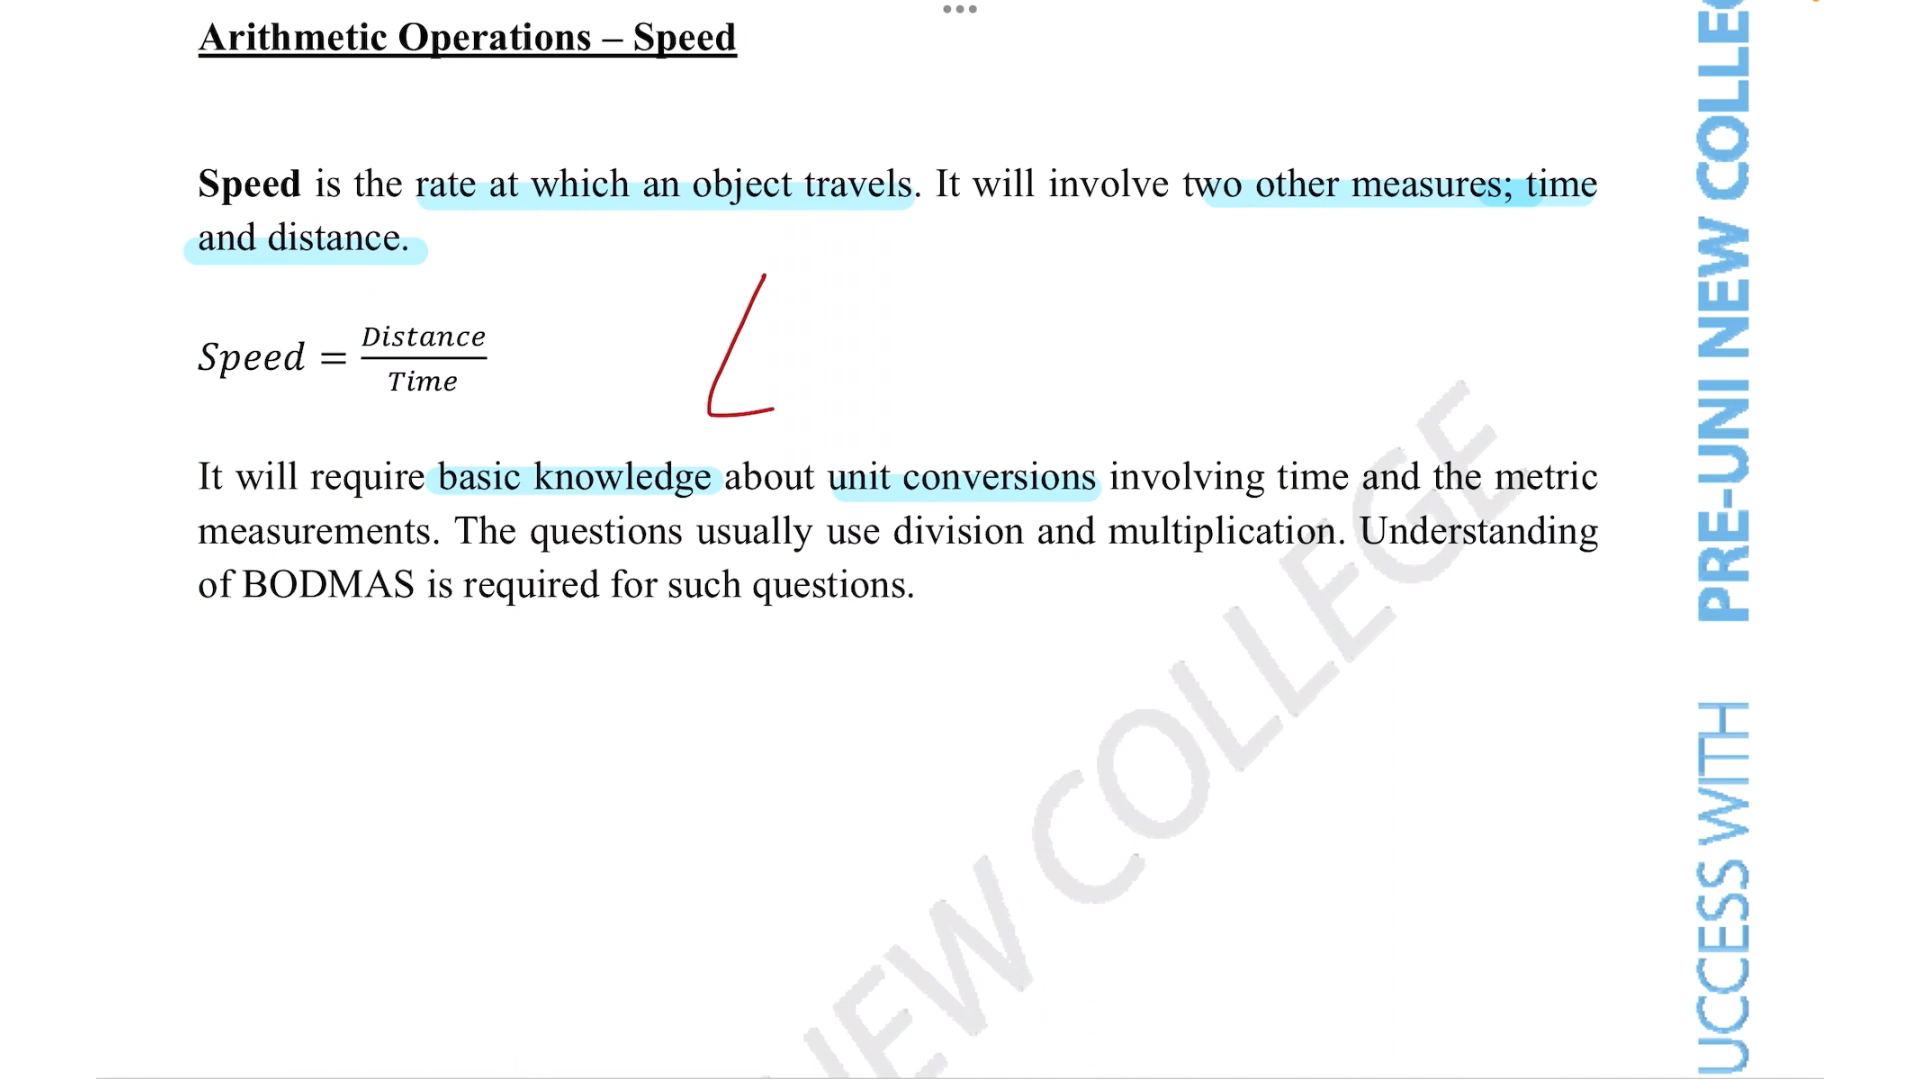 Arithmetic Operations – Speed
Speed is the rate at which an object travels. It will involve two other measures; time
and distance.
Speed = Distance / Time
It will require basic knowledge about unit conversions involving time and the metric
measurements. The questions usually use division and multiplication. Understanding
of BODMAS is required for such questions.
NEW COLLEGE
UCCESS WITH PRE-UNI NEW COLLEG